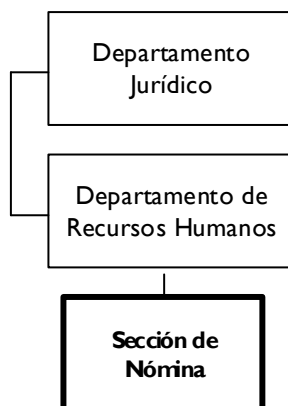 Departamento
Jurídico
Departamento de
Recursos Humanos
Sección de
Nómina